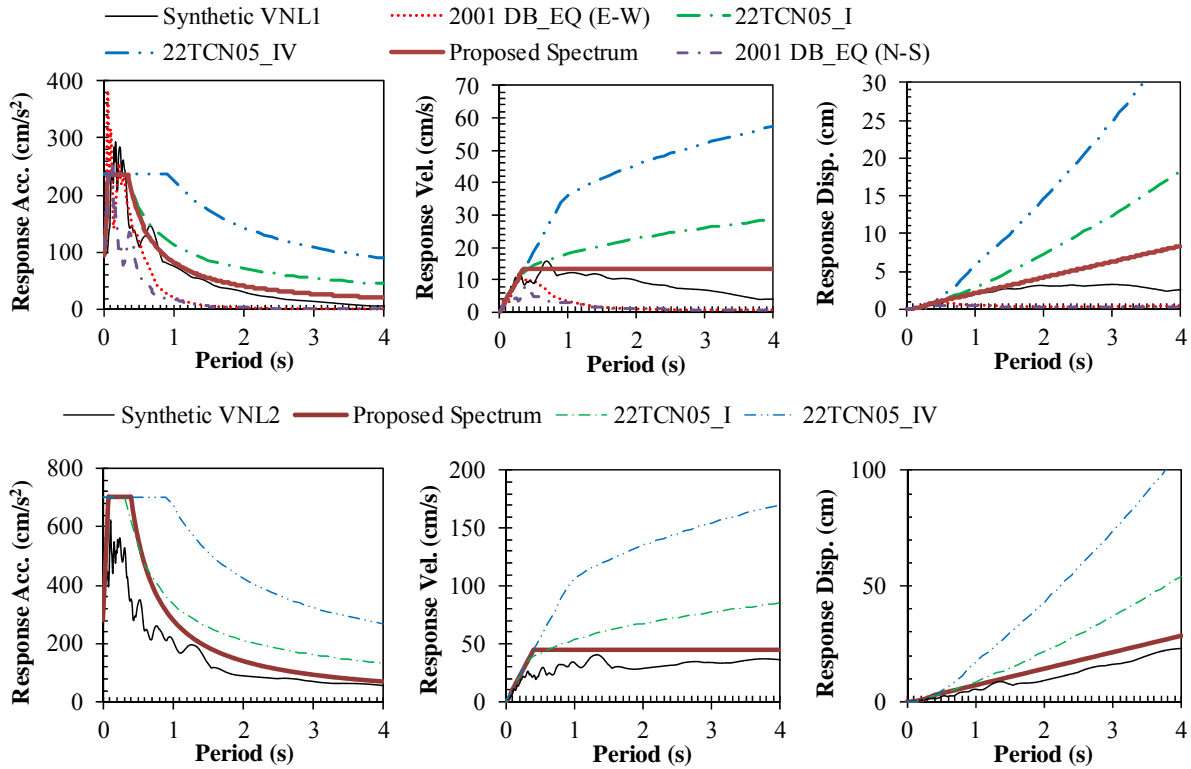 Synthetic VNL1 2001 DB_EQ (E-W) 22TCN05_I
22TCN05_IV Proposed Spectrum 2001 DB_EQ (N-S)
Response Acc. (cm/s²)
400
300
200
100
0
0 1 2 3 4
Period (s)
Response Vel. (cm/s)
70
60
50
40
30
20
10
0
0 1 2 3 4
Period (s)
Response Disp. (cm)
30
25
20
15
10
5
0
0 1 2 3 4
Period (s)
Synthetic VNL2 Proposed Spectrum 22TCN05_I 22TCN05_IV
Response Acc. (cm/s²)
800
600
400
200
0
0 1 2 3 4
Period (s)
Response Vel. (cm/s)
200
150
100
50
0
0 1 2 3 4
Period (s)
Response Disp. (cm)
100
50
0
0 1 2 3 4
Period (s)